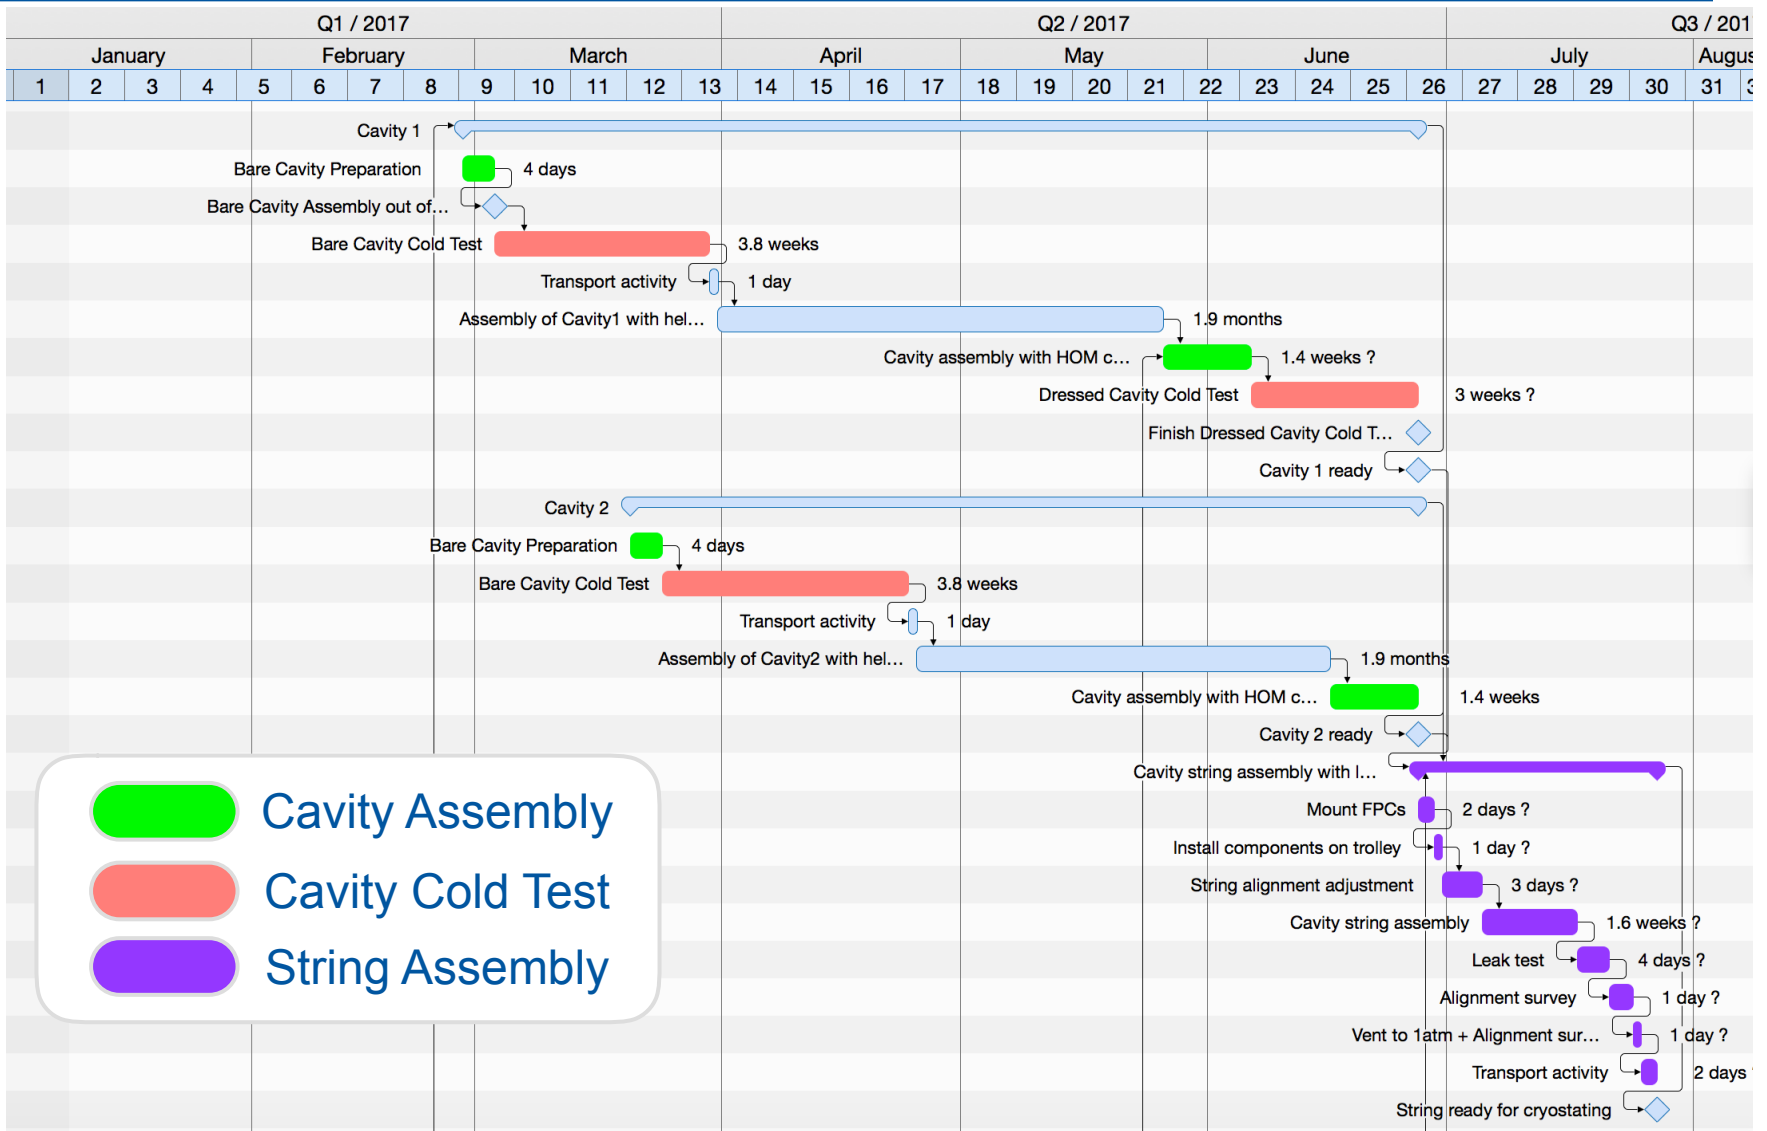 Q1 / 2017 Q2 / 2017 Q3 / 201
January February March April May June July Augus
1 2 3 4 5 6 7 8 9 10 11 12 13 14 15 16 17 18 19 20 21 22 23 24 25 26 27 28 29 30 31
Cavity 1
Bare Cavity Preparation 4 days
Bare Cavity Assembly out of...
Bare Cavity Cold Test 3.8 weeks
Transport activity 1 day
Assembly of Cavity1 with hel... 1.9 months
Cavity assembly with HOM c... 1.4 weeks ?
Dressed Cavity Cold Test 3 weeks ?
Finish Dressed Cavity Cold T...
Cavity 1 ready
Cavity 2
Bare Cavity Preparation 4 days
Bare Cavity Cold Test 3.8 weeks
Transport activity 1 day
Assembly of Cavity2 with hel... 1.9 months
Cavity assembly with HOM c... 1.4 weeks
Cavity 2 ready
Cavity string assembly with l...
Mount FPCs 2 days ?
Install components on trolley 1 day ?
String alignment adjustment 3 days ?
Cavity string assembly 1.6 weeks ?
Leak test 4 days ?
Alignment survey 1 day ?
Vent to 1atm + Alignment sur... 1 day ?
Transport activity 2 days
String ready for cryostating
Cavity Assembly
Cavity Cold Test
String Assembly